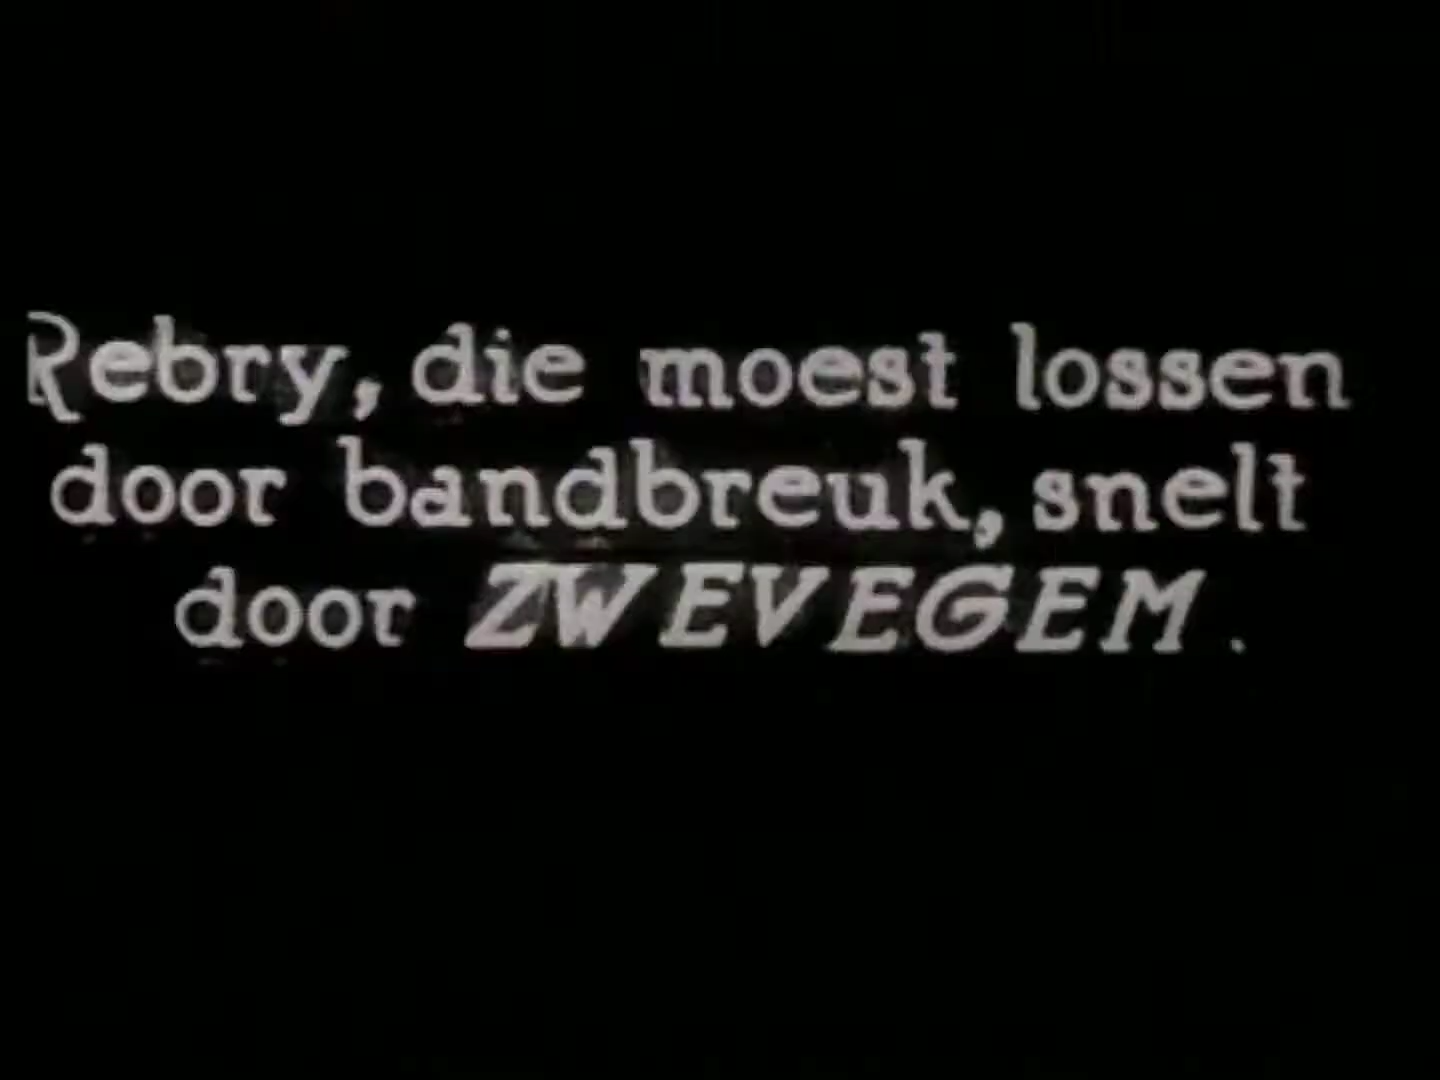 Rebry, die moest lossen
door bandbreuk, snelt
door ZWEVEGEM.